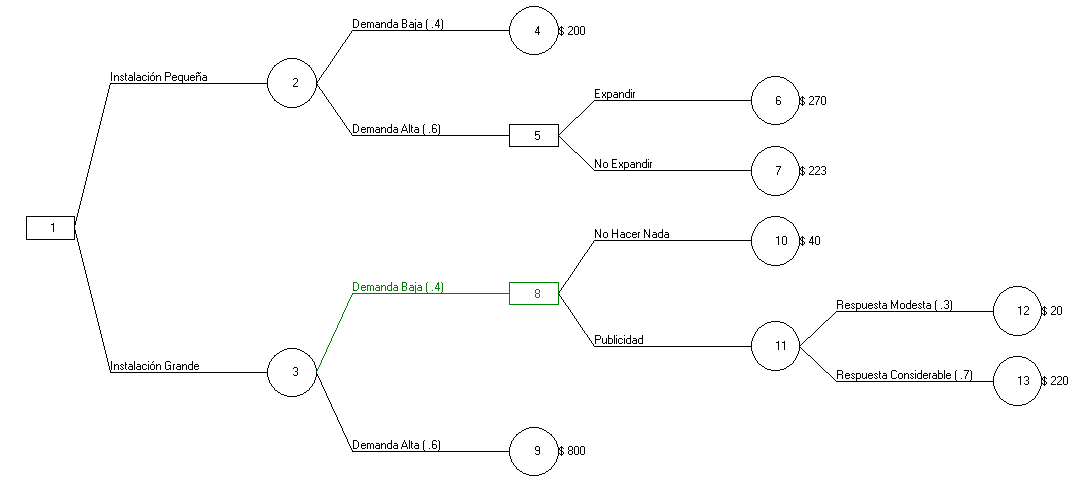 Demanda Baja ( .4)
4 $ 200
Instalación Pequeña
2
Expandir
6 $ 270
Demanda Alta ( .6)
5
No Expandir
7 $ 223
1
No Hacer Nada
10 $ 40
Demanda Baja ( .4)
8
Respuesta Modesta ( .3)
12 $ 20
Publicidad
11
Instalación Grande
3
Respuesta Considerable ( .7)
13 $ 220
Demanda Alta ( .6)
9 $ 800